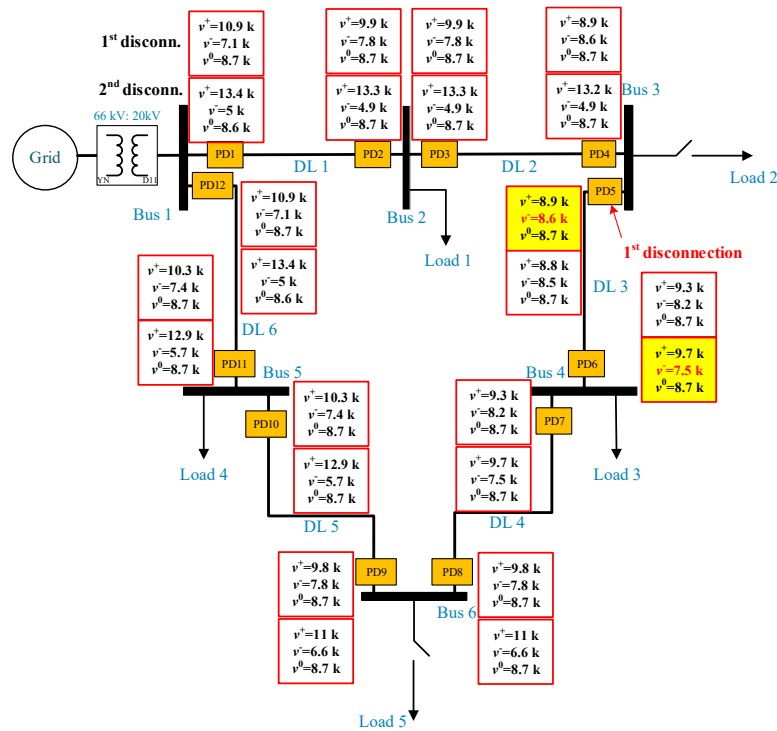 1st disconn.
2nd disconn.
v+=10.9 k
v-=7.1 k
v0=8.7 k
v+=13.4 k
v-=5 k
v0=8.6 k
v+=9.9 k
v-=7.8 k
v0=8.7 k
v+=13.3 k
v-=4.9 k
v0=8.7 k
v+=9.9 k
v-=7.8 k
v0=8.7 k
v+=13.3 k
v-=4.9 k
v0=8.7 k
v+=8.9 k
v-=8.6 k
v0=8.7 k
v+=13.2 k
v-=4.9 k
v0=8.7 k
Bus 3
66 kV: 20kV
Grid
YN
D11
PD1
DL 1
PD2
PD3
DL 2
PD4
Load 2
PD12
Bus 1
Bus 2
Load 1
PD5
1st disconnection
v+=8.9 k
v-=8.6 k
v0=8.7 k
v+=8.8 k
v-=8.5 k
v0=8.7 k
DL 3
v+=10.9 k
v-=7.1 k
v0=8.7 k
v+=13.4 k
v-=5 k
v0=8.6 k
DL 6
v+=10.3 k
v-=7.4 k
v0=8.7 k
v+=12.9 k
v-=5.7 k
v0=8.7 k
v+=9.3 k
v-=8.2 k
v0=8.7 k
v+=9.7 k
v-=7.5 k
v0=8.7 k
PD11
Bus 5
PD6
Bus 4
PD10
v+=10.3 k
v-=7.4 k
v0=8.7 k
v+=12.9 k
v-=5.7 k
v0=8.7 k
v+=9.3 k
v-=8.2 k
v0=8.7 k
v+=9.7 k
v-=7.5 k
v0=8.7 k
PD7
Load 4
Load 3
DL 5
DL 4
PD9
PD8
v+=9.8 k
v-=7.8 k
v0=8.7 k
v+=11 k
v-=6.6 k
v0=8.7 k
Bus 6
v+=9.8 k
v-=7.8 k
v0=8.7 k
v+=11 k
v-=6.6 k
v0=8.7 k
Load 5